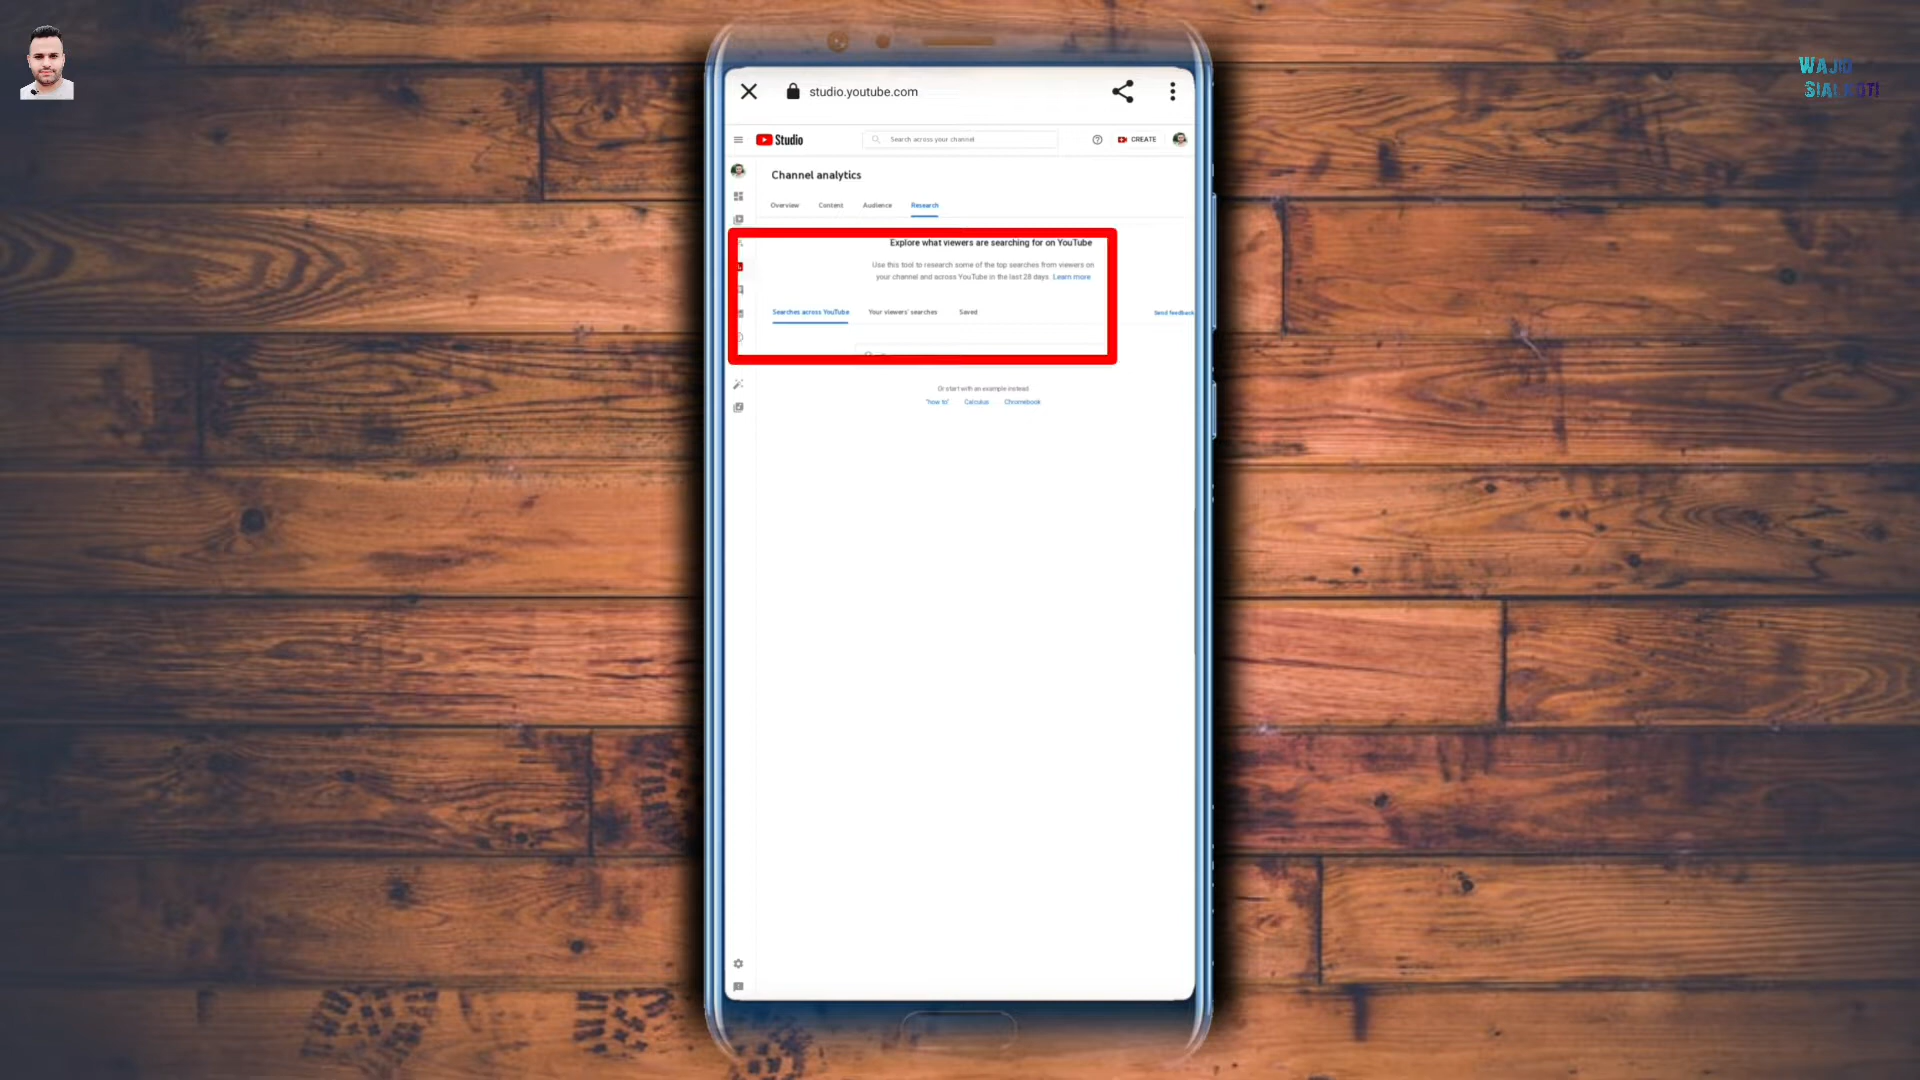 WAJID
SIALKOTI
studio.youtube.com
Studio
Search across your channel
CREATE
Channel analytics
Overview Content Audience Research
Explore what viewers are searching for on YouTube
Use this tool to research some of the top searches from viewers on
your channel and across YouTube in the last 28 days. Learn more
Searches across YouTube Your viewers' searches Saved Send feedback
Or start with an example instead
"how to" Calculus Chromebook